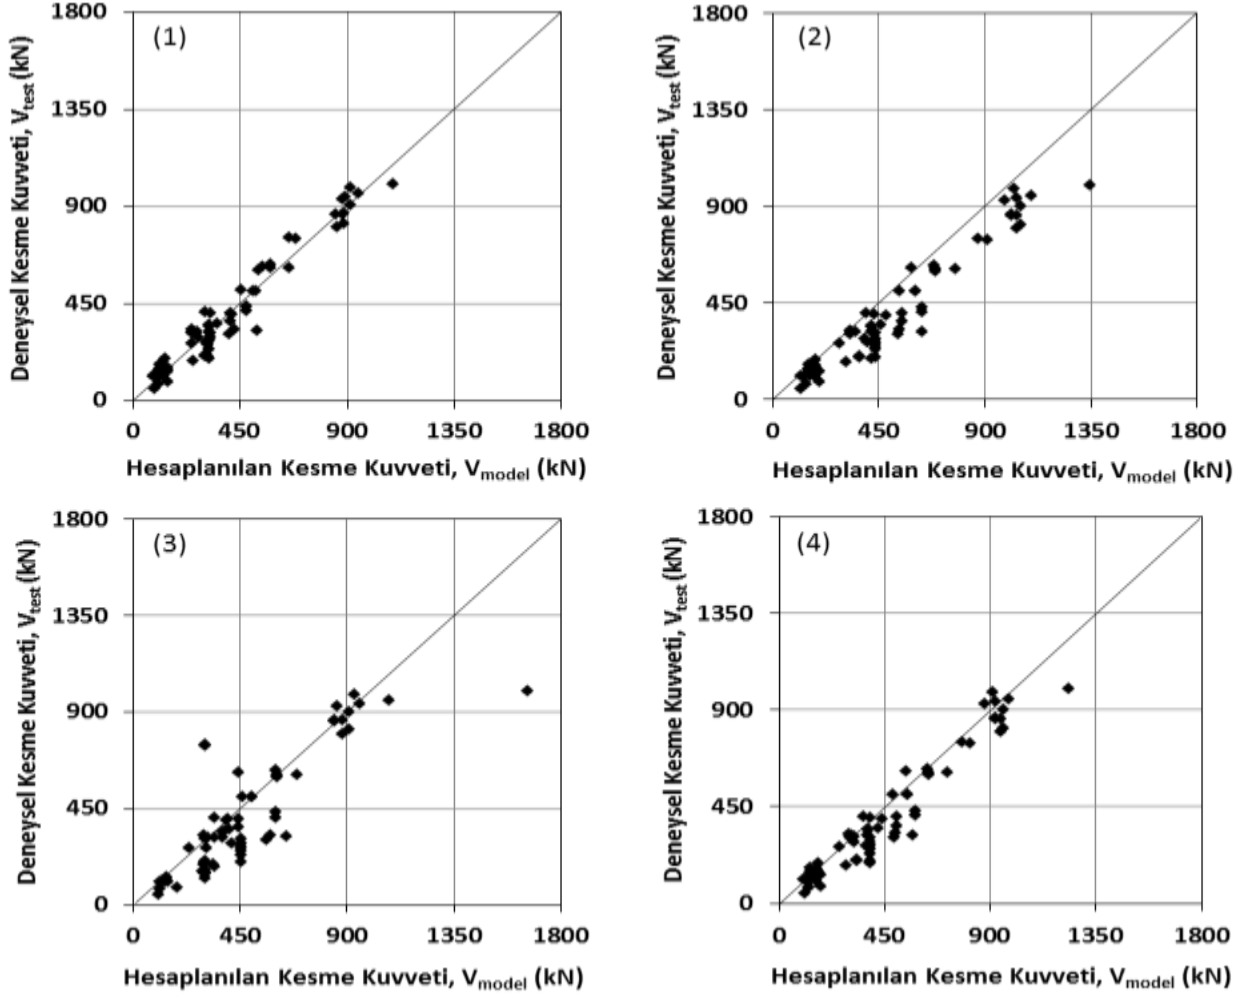 (1)
Deneysel Kesme Kuvveti, Vtest (kN)
1800
1350
900
450
0
0 450 900 1350 1800
Hesaplanılan Kesme Kuvveti, Vmodel (kN)
(2)
Deneysel Kesme Kuvveti, Vtest (kN)
1800
1350
900
450
0
0 450 900 1350 1800
Hesaplanılan Kesme Kuvveti, Vmodel (kN)
(3)
Deneysel Kesme Kuvveti, Vtest (kN)
1800
1350
900
450
0
0 450 900 1350 1800
Hesaplanılan Kesme Kuvveti, Vmodel (kN)
(4)
Deneysel Kesme Kuvveti, Vtest (kN)
1800
1350
900
450
0
0 450 900 1350 1800
Hesaplanılan Kesme Kuvveti, Vmodel (kN)